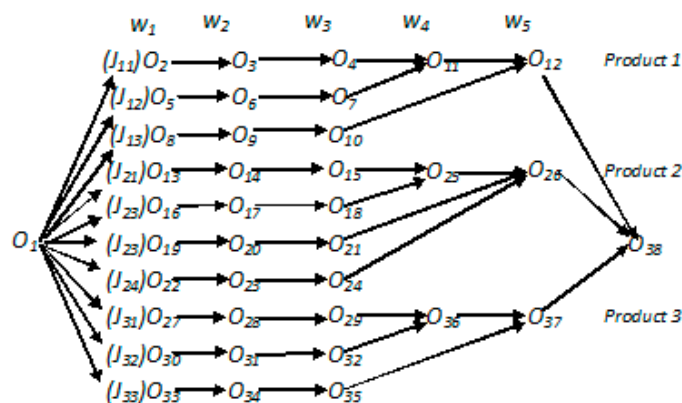 w₁ w₂ w₃ w₄ w₅
(J₁₁)O₂ O₃ O₄ O₁₁ O₁₂ Product 1
(J₁₂)O₅ O₆ O₇
(J₁₃)O₈ O₉ O₁₀
(J₂₁)O₁₃ O₁₄ O₁₅ O₂₅ O₂₆ Product 2
(J₂₃)O₁₆ O₁₇ O₁₈
O₁ (J₂₃)O₁₉ O₂₀ O₂₁ O₃₈
(J₂₄)O₂₂ O₂₃ O₂₄
(J₃₁)O₂₇ O₂₈ O₂₉ O₃₆ O₃₇ Product 3
(J₃₂)O₃₀ O₃₁ O₃₂
(J₃₃)O₃₃ O₃₄ O₃₅